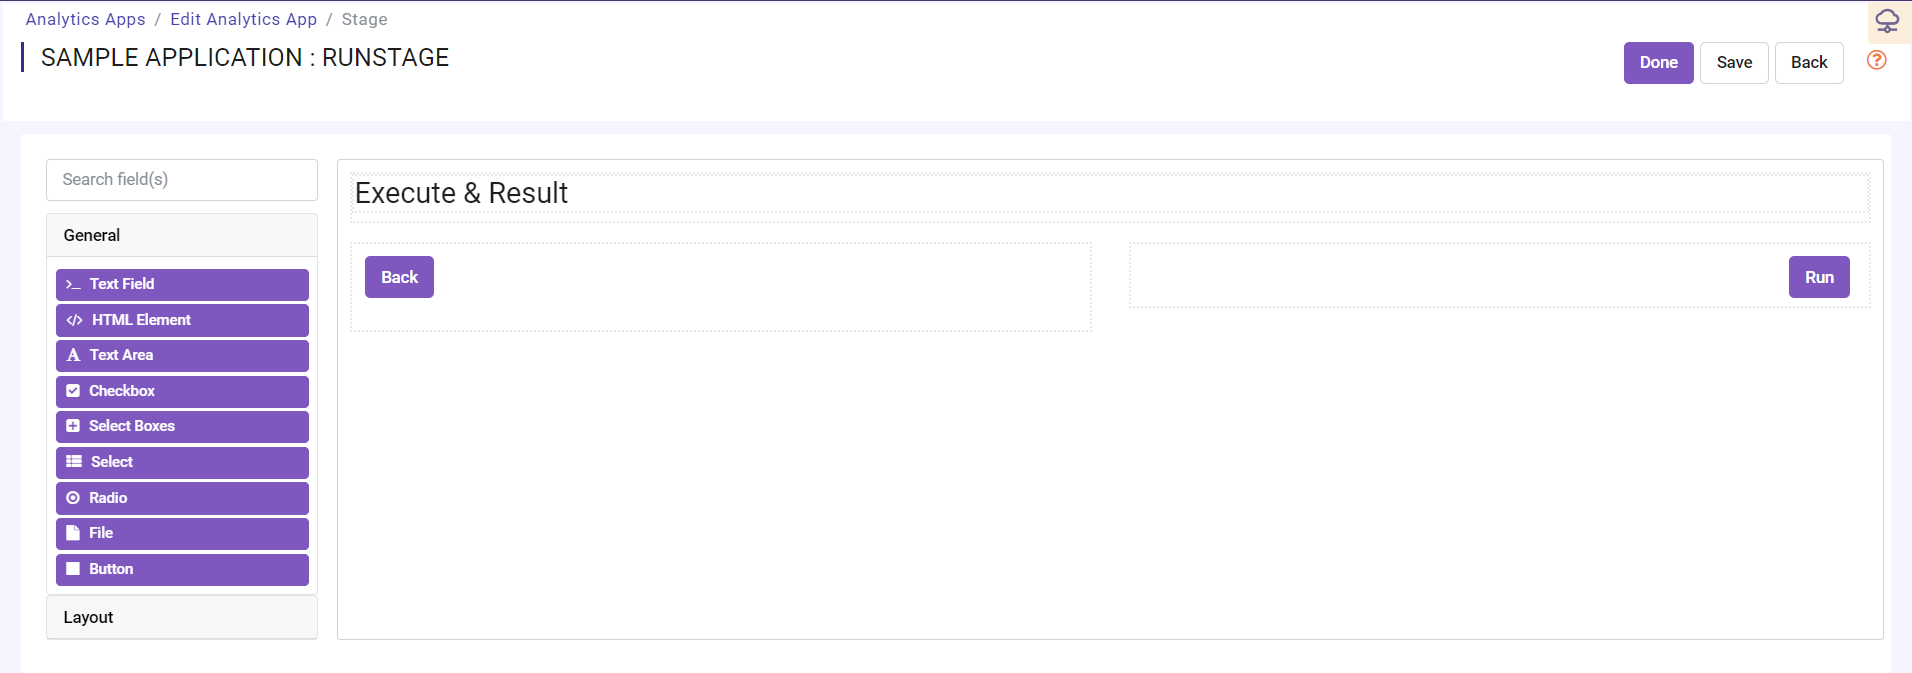 Analytics Apps / Edit Analytics App / Stage
SAMPLE APPLICATION : RUNSTAGE
Done
Save
Back
Search field(s)
General
Text Field
HTML Element
Text Area
Checkbox
Select Boxes
Select
Radio
File
Button
Layout
Execute & Result
Back
Run